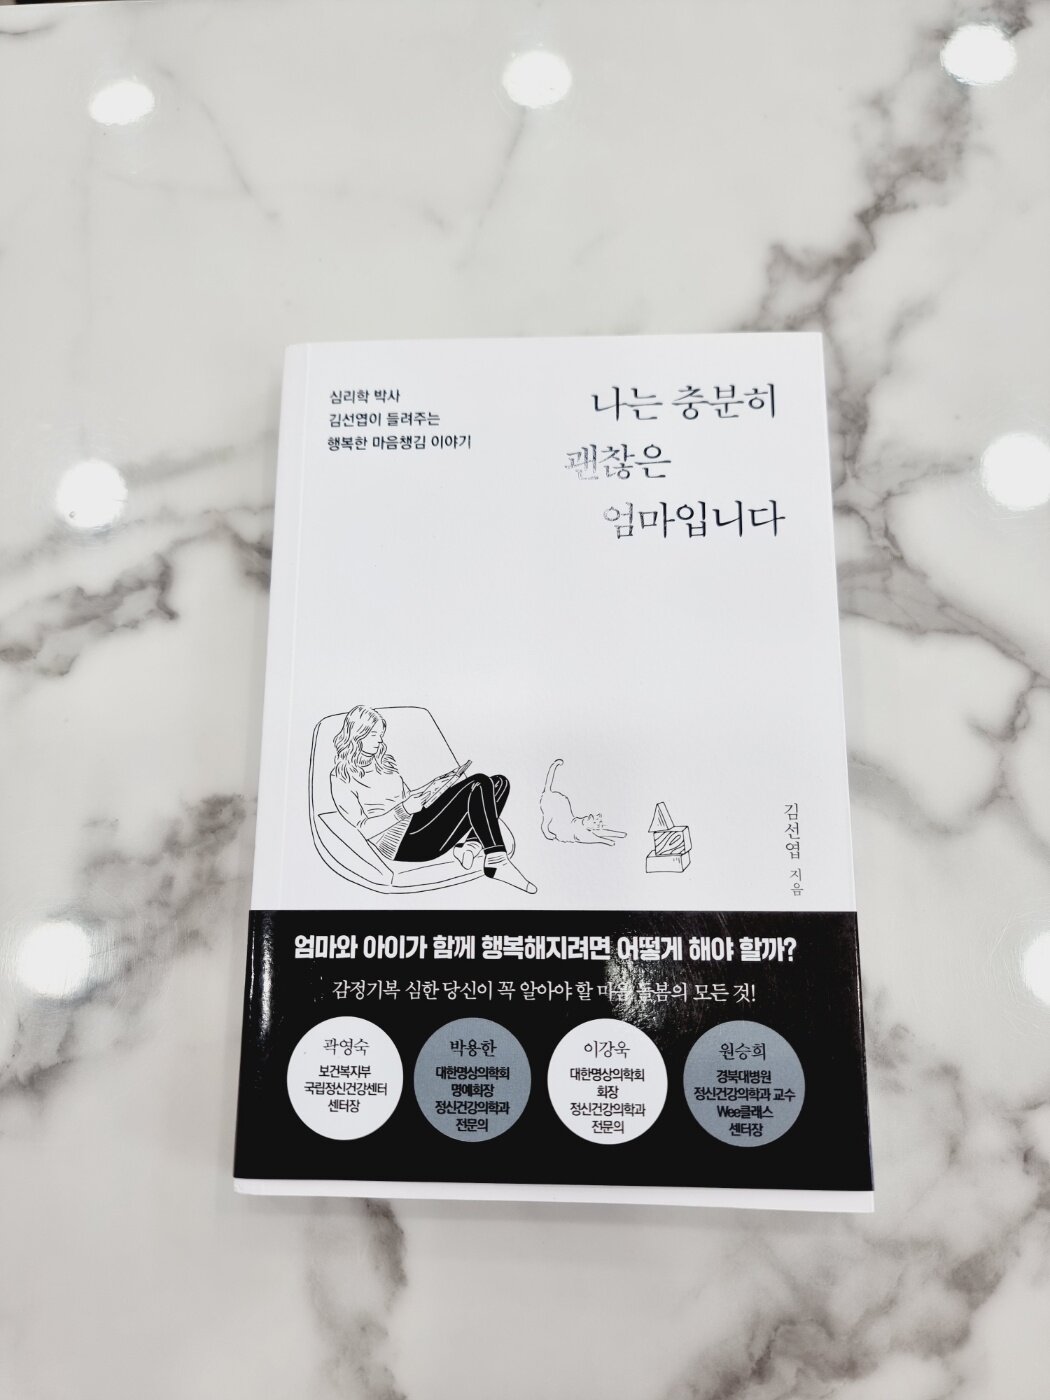 심리학 박사
김선엽이 들려주는
행복한 마음챙김 이야기
나는 충분히
괜찮은
엄마입니다
김선엽 지음
엄마와 아이가 함께 행복해지려면 어떻게 해야 할까?
감정기복 심한 당신이 꼭 알아야 할 마음 돌봄의 모든 것!
곽영숙
보건복지부
국립정신건강센터
센터장
박용한
대한명상의학회
명예회장
정신건강의학과
전문의
이강욱
대한명상의학회
회장
정신건강의학과
전문의
원승희
경북대병원
정신건강의학과 교수
Wee클래스
센터장